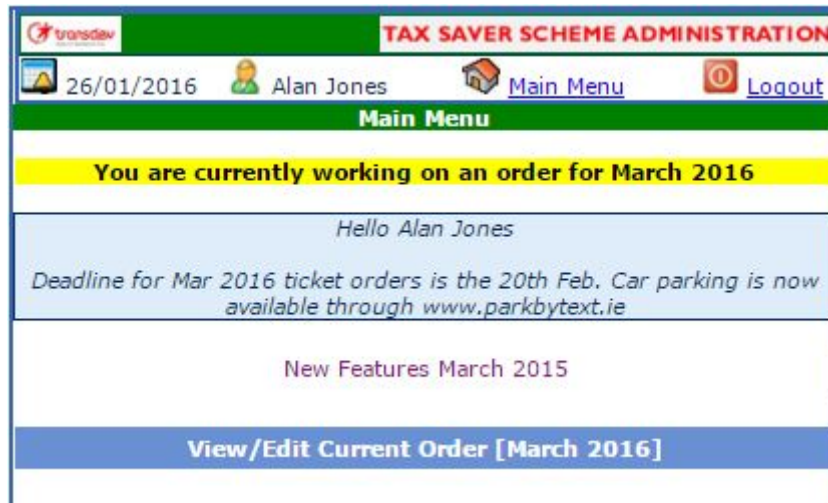 transdev
TAX SAVER SCHEME ADMINISTRATION
26/01/2016 Alan Jones Main Menu Logout
Main Menu
You are currently working on an order for March 2016
Hello Alan Jones
Deadline for Mar 2016 ticket orders is the 20th Feb. Car parking is now
available through www.parkbytext.ie
New Features March 2015
View/Edit Current Order [March 2016]